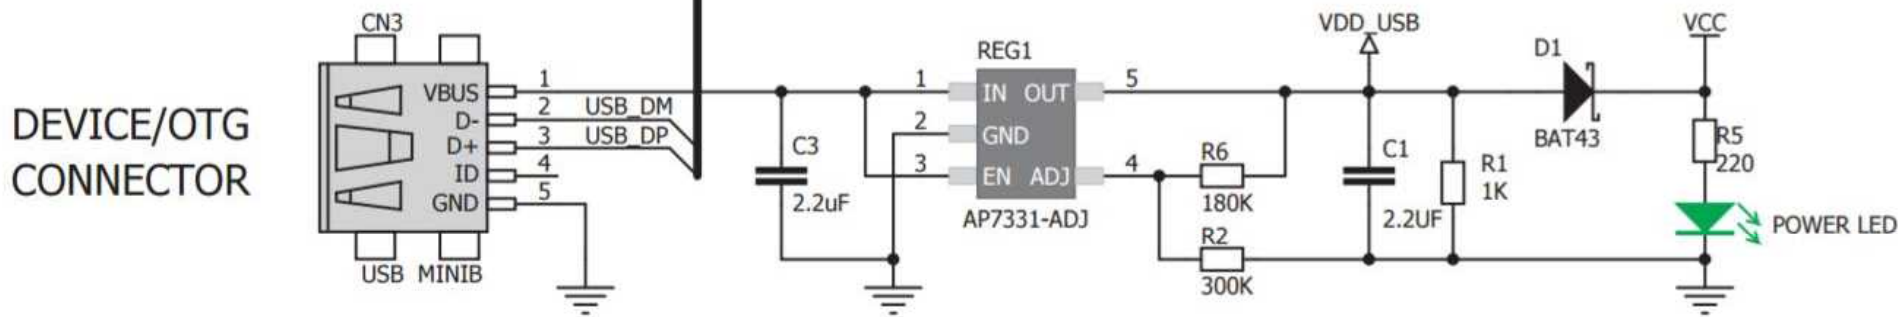 DEVICE/OTG
CONNECTOR
CN3
VBUS 1
D- 2 USB_DM
D+ 3 USB_DP
ID 4
GND 5
USB MINIB
C3
2.2uF
REG1
1 IN OUT 5
2 GND
3 EN ADJ 4
AP7331-ADJ
R6
180K
R2
300K
VDD_USB
C1
2.2UF
R1
1K
D1
BAT43
VCC
R5
220
POWER LED